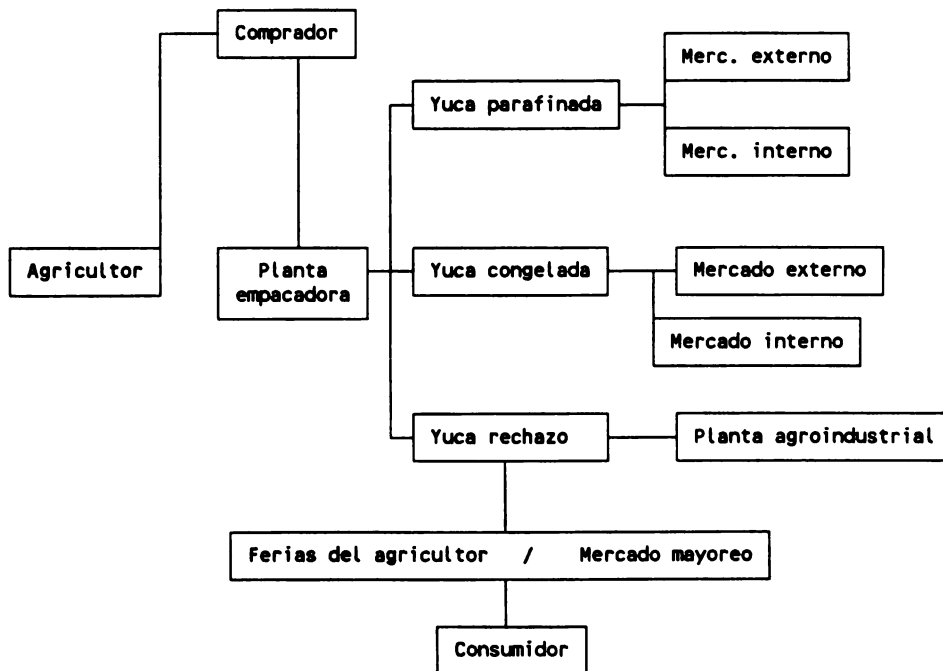 Comprador
Merc. externo
Yuca parafinada
Merc. interno
Agricultor
Planta
empacadora
Yuca congelada
Mercado externo
Mercado interno
Yuca rechazo
Planta agroindustrial
Ferias del agricultor / Mercado mayoreo
Consumidor